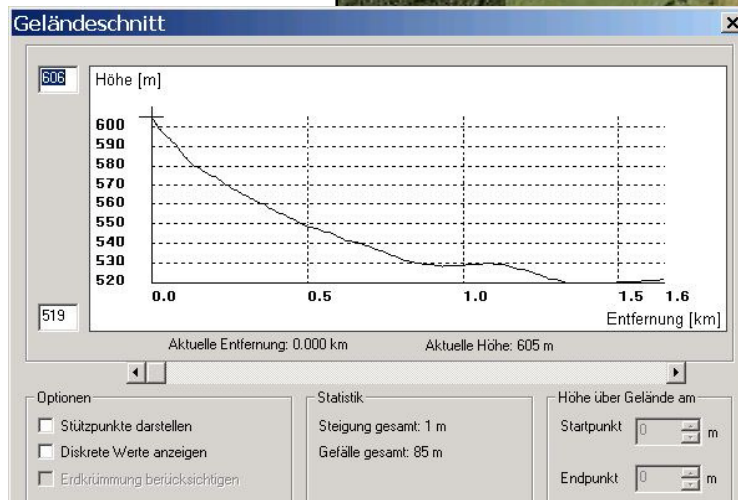 Geländeschnitt
606
Höhe [m]
600
590
580
570
560
550
540
530
520
0.0 0.5 1.0 1.5 1.6
519
Entfernung [km]
Aktuelle Entfernung: 0.000 km Aktuelle Höhe: 605 m
Optionen
Stützpunkte darstellen
Diskrete Werte anzeigen
Erdkrümmung berücksichtigen
Statistik
Steigung gesamt: 1 m
Gefälle gesamt: 85 m
Höhe über Gelände am
Startpunkt 0 m
Endpunkt 0 m